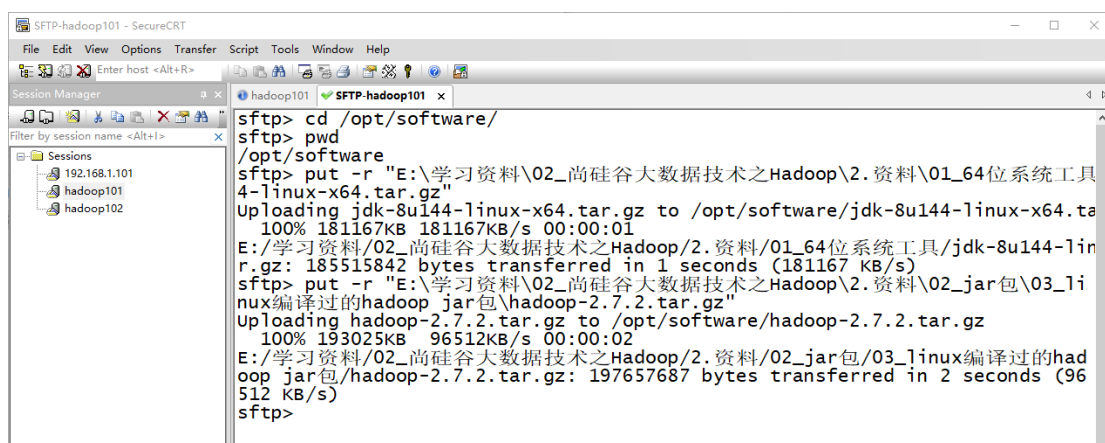 SFTP-hadoop101 - SecureCRT
File Edit View Options Transfer Script Tools Window Help
Enter host <Alt+R>
Session Manager
hadoop101 SFTP-hadoop101
Filter by session name <Alt+I>
Sessions
192.168.1.101
hadoop101
hadoop102
sftp> cd /opt/software/
sftp> pwd
/opt/software
sftp> put -r "E:\学习资料\02_尚硅谷大数据技术之Hadoop\2.资料\01_64位系统工具
4-linux-x64.tar.gz"
Uploading jdk-8u144-linux-x64.tar.gz to /opt/software/jdk-8u144-linux-x64.ta
100% 181167KB 181167KB/s 00:00:01
E:/学习资料/02_尚硅谷大数据技术之Hadoop/2.资料/01_64位系统工具/jdk-8u144-lin
r.gz: 185515842 bytes transferred in 1 seconds (181167 KB/s)
sftp> put -r "E:\学习资料\02_尚硅谷大数据技术之Hadoop\2.资料\02_jar包\03_li
nux编译过的hadoop jar包\hadoop-2.7.2.tar.gz"
Uploading hadoop-2.7.2.tar.gz to /opt/software/hadoop-2.7.2.tar.gz
100% 193025KB 96512KB/s 00:00:02
E:/学习资料/02_尚硅谷大数据技术之Hadoop/2.资料/02_jar包/03_linux编译过的had
oop jar包/hadoop-2.7.2.tar.gz: 197657687 bytes transferred in 2 seconds (96
512 KB/s)
sftp>